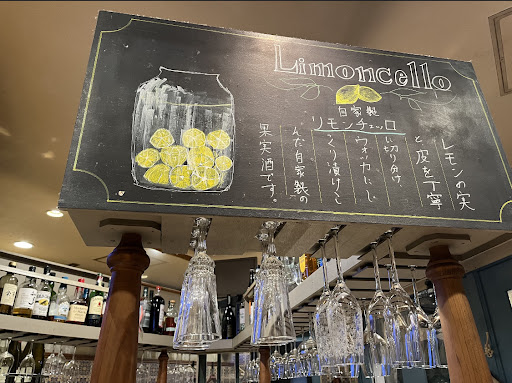 Limoncello
自家製
リモンチェッロ
レモンの実
と皮を丁寧
に切り分け、
ウォッカにじ
っくり漬けこ
んだ自家製の
果実酒です。